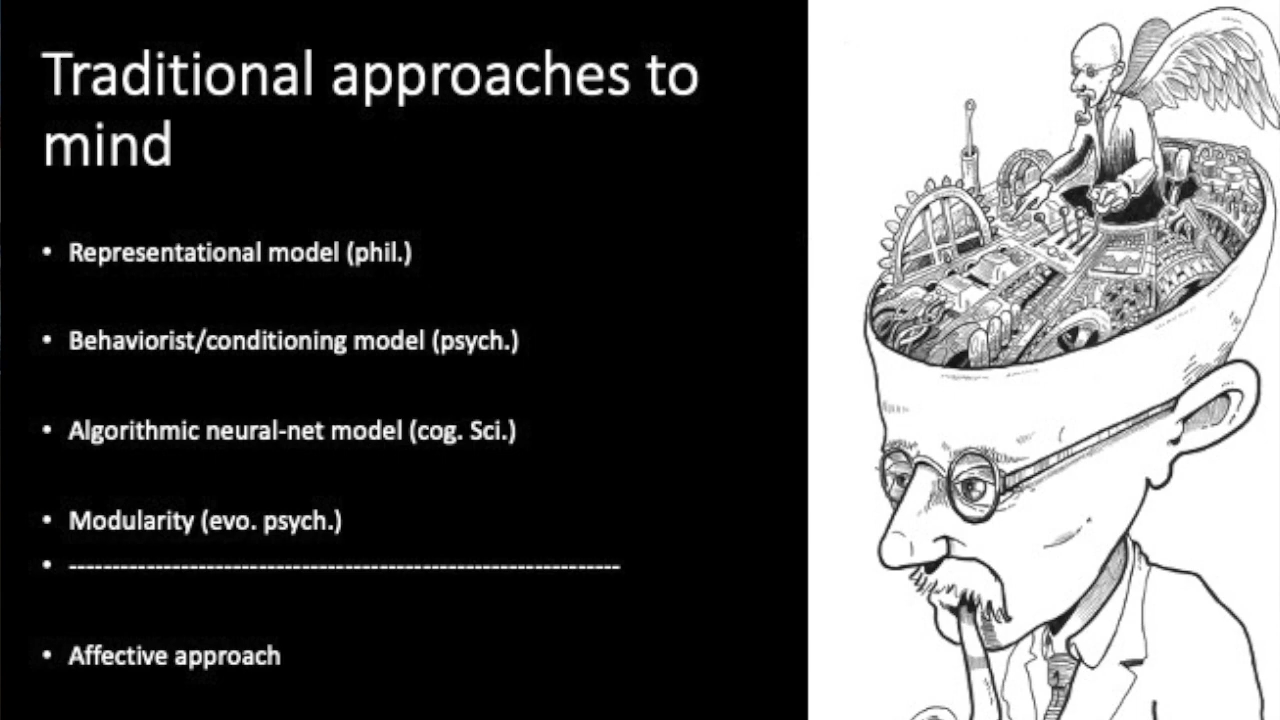 Traditional approaches to
mind
• Representational model (phil.)
• Behaviorist/conditioning model (psych.)
• Algorithmic neural-net model (cog. Sci.)
• Modularity (evo. psych.)
• -----------------------------------------------------------------
• Affective approach